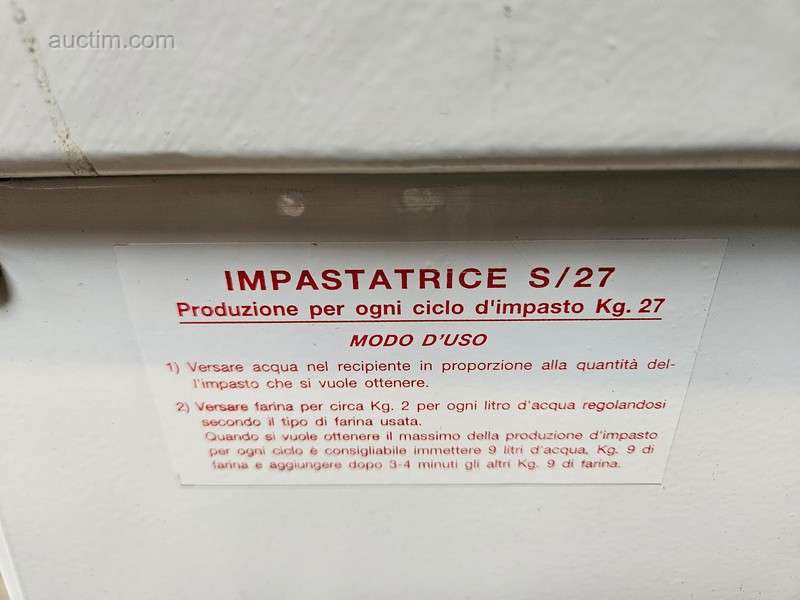 auctim.com
IMPASTATRICE S/27
Produzione per ogni ciclo d'impasto Kg. 27
MODO D'USO
1) Versare acqua nel recipiente in proporzione alla quantità del-
l'impasto che si vuole ottenere.
2) Versare farina per circa Kg. 2 per ogni litro d'acqua regolandosi
secondo il tipo di farina usata.
Quando si vuole ottenere il massimo della produzione d'impasto
per ogni ciclo è consigliabile immettere 9 litri d'acqua, Kg. 9 di
farina e aggiungere dopo 3-4 minuti gli altri Kg. 9 di farina.